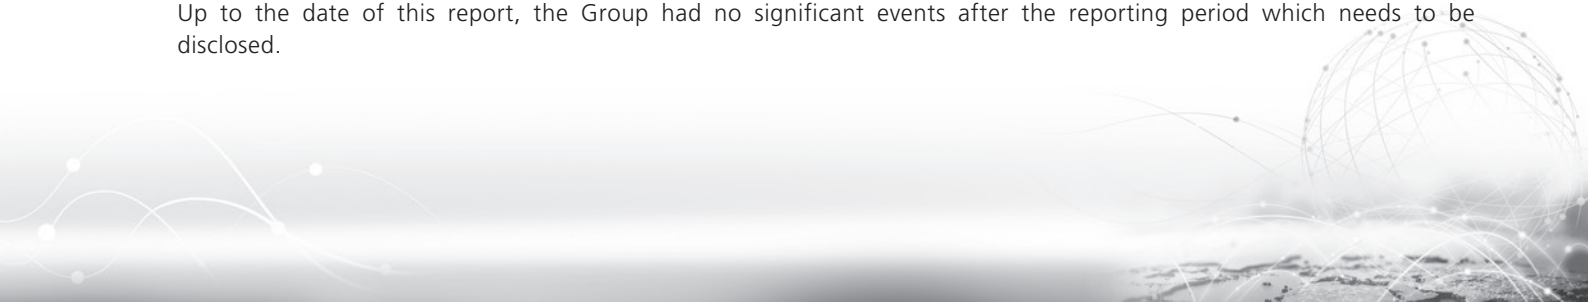 Up to the date of this report, the Group had no significant events after the reporting period which needs to be
disclosed.